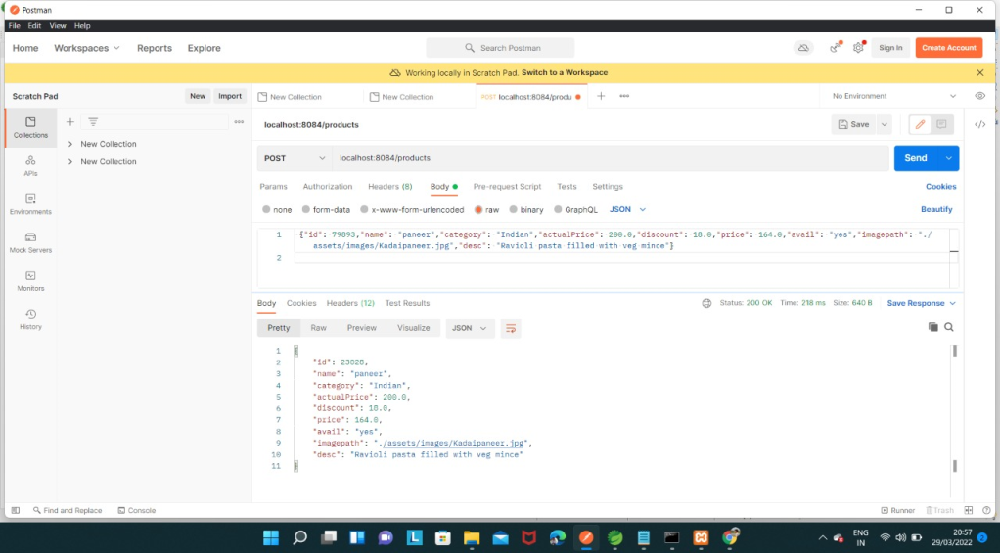 Postman
File Edit View Help
Home Workspaces Reports Explore Search Postman Sign In Create Account
Working locally in Scratch Pad. Switch to a Workspace
Scratch Pad New Import New Collection New Collection POST localhost:8084/produ No Environment
localhost:8084/products Save
Collections
New Collection
New Collection
APIs
Environments
Mock Servers
Monitors
History
POST localhost:8084/products Send
Params Authorization Headers (8) Body Pre-request Script Tests Settings Cookies
none form-data x-www-form-urlencoded raw binary GraphQL JSON Beautify
1 {"id": 79893,"name": "paneer","category": "Indian","actualPrice": 200.0,"discount": 18.0,"price": 164.0,"avail": "yes","imagepath": "./
assets/images/Kadaipaneer.jpg","desc": "Ravioli pasta filled with veg mince"}
2
Body Cookies Headers (12) Test Results Status: 200 OK Time: 218 ms Size: 640 B Save Response
Pretty Raw Preview Visualize JSON
1 {
2 "id": 23828,
3 "name": "paneer",
4 "category": "Indian",
5 "actualPrice": 200.0,
6 "discount": 18.0,
7 "price": 164.0,
8 "avail": "yes",
9 "imagepath": "./assets/images/Kadaipaneer.jpg",
10 "desc": "Ravioli pasta filled with veg mince"
11 }
Find and Replace Console Runner Trash
ENG
IN
20:57
29/03/2022
2